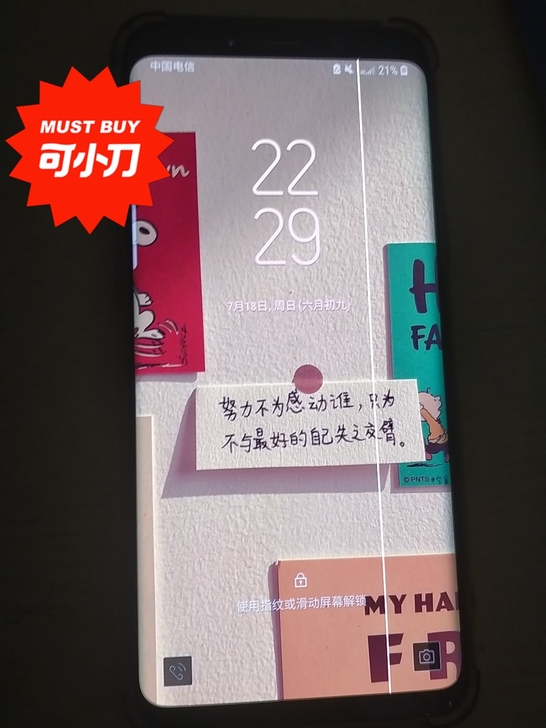 中国电信
21%
MUST BUY
可小刀
22
29
7月18日, 周日 (六月初九)
H
FA
努力不为感动谁，只为
不与最好的自己失之交臂。
© PNTS
使用指纹或滑动屏幕解锁
MY HA
F R